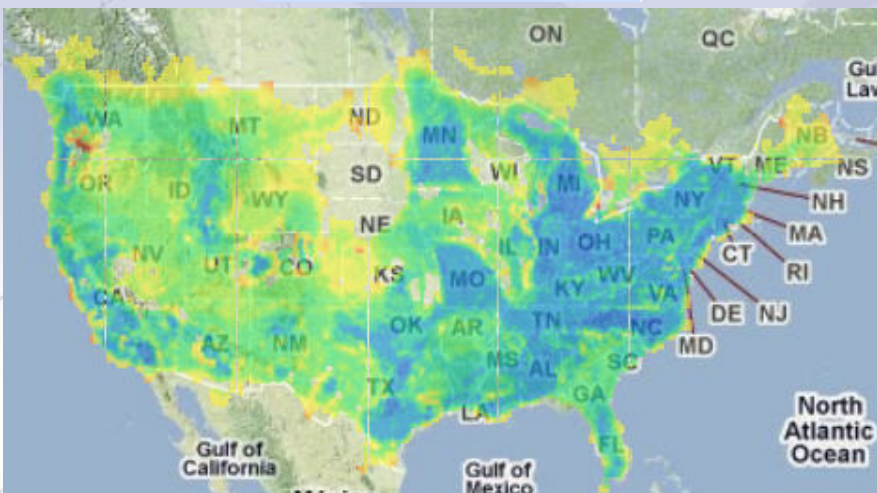 ON
QC
Gu
Lav
WA
MT
ND
MN
NB
SD
WI
MI
VT
ME
NS
OR
ID
WY
NY
NH
NE
IA
MA
NV
IL
IN
OH
PA
CT
UT
CO
KS
MO
WV
RI
CA
KY
VA
DE
NJ
TN
NC
MD
OK
AR
AZ
NM
MS
AL
SC
TX
GA
LA
FL
North
Atlantic
Ocean
Gulf of
California
Gulf of
Mexico